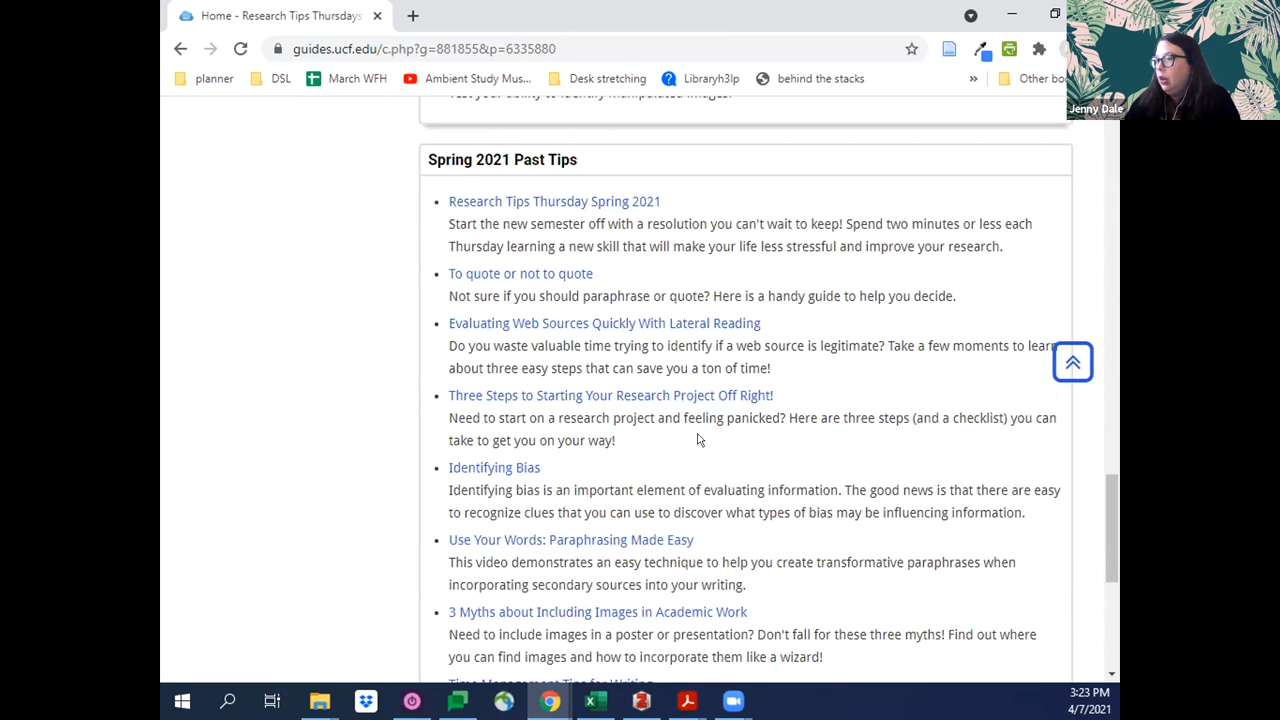 Home - Research Tips Thursdays
guides.ucf.edu/c.php?g=881855&p=6335880
planner
DSL
March WFH
Ambient Study Mus...
Desk stretching
Libraryh3lp
behind the stacks
»
Other bo
Jenny Dale
Test your ability to identify manipulated images!
Spring 2021 Past Tips
• Research Tips Thursday Spring 2021
Start the new semester off with a resolution you can't wait to keep! Spend two minutes or less each
Thursday learning a new skill that will make your life less stressful and improve your research.
• To quote or not to quote
Not sure if you should paraphrase or quote? Here is a handy guide to help you decide.
• Evaluating Web Sources Quickly With Lateral Reading
Do you waste valuable time trying to identify if a web source is legitimate? Take a few moments to learn
about three easy steps that can save you a ton of time!
• Three Steps to Starting Your Research Project Off Right!
Need to start on a research project and feeling panicked? Here are three steps (and a checklist) you can
take to get you on your way!
• Identifying Bias
Identifying bias is an important element of evaluating information. The good news is that there are easy
to recognize clues that you can use to discover what types of bias may be influencing information.
• Use Your Words: Paraphrasing Made Easy
This video demonstrates an easy technique to help you create transformative paraphrases when
incorporating secondary sources into your writing.
• 3 Myths about Including Images in Academic Work
Need to include images in a poster or presentation? Don't fall for these three myths! Find out where
you can find images and how to incorporate them like a wizard!
Time Management Tips for Writing
3:23 PM
4/7/2021